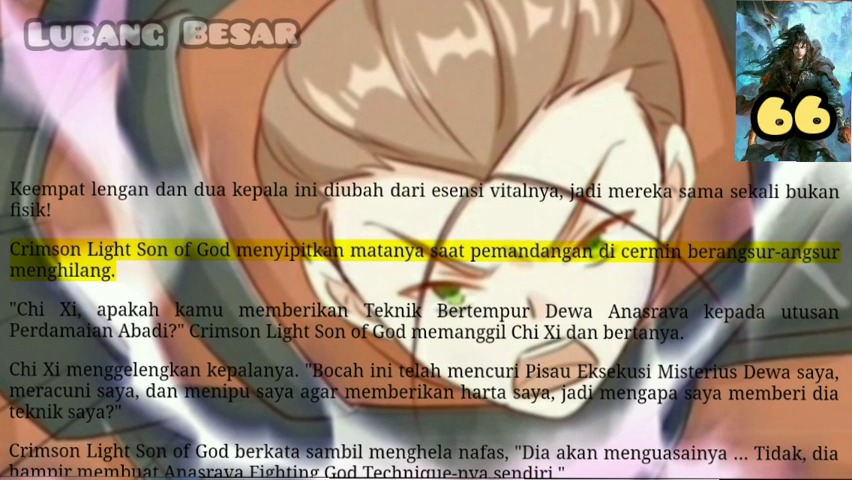 Lubang Besar
66
Keempat lengan dan dua kepala ini diubah dari esensi vitalnya, jadi mereka sama sekali bukan
fisik!
Crimson Light Son of God menyipitkan matanya saat pemandangan di cermin berangsur-angsur
menghilang.
"Chi Xi, apakah kamu memberikan Teknik Bertempur Dewa Anasrava kepada utusan
Perdamaian Abadi?" Crimson Light Son of God memanggil Chi Xi dan bertanya.
Chi Xi menggelengkan kepalanya. "Bocah ini telah mencuri Pisau Eksekusi Misterius Dewa saya,
meracuni saya, dan menipu saya agar memberikan harta saya, jadi mengapa saya memberi dia
teknik saya?"
Crimson Light Son of God berkata sambil menghela nafas, "Dia akan menguasainya ... Tidak, dia
hampir membuat Anasrava Fighting God Technique-nya sendiri."